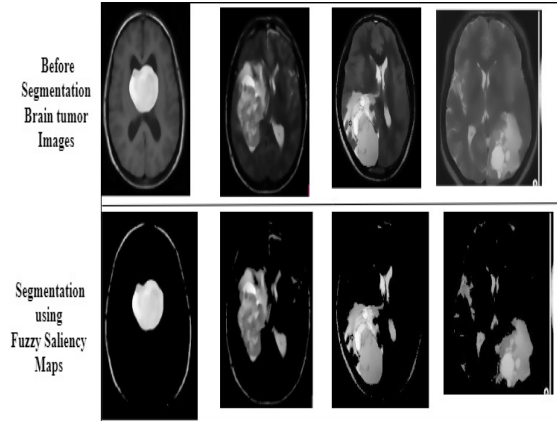 Before
Segmentation
Brain tumor
Images
Segmentation
using
Fuzzy Saliency
Maps